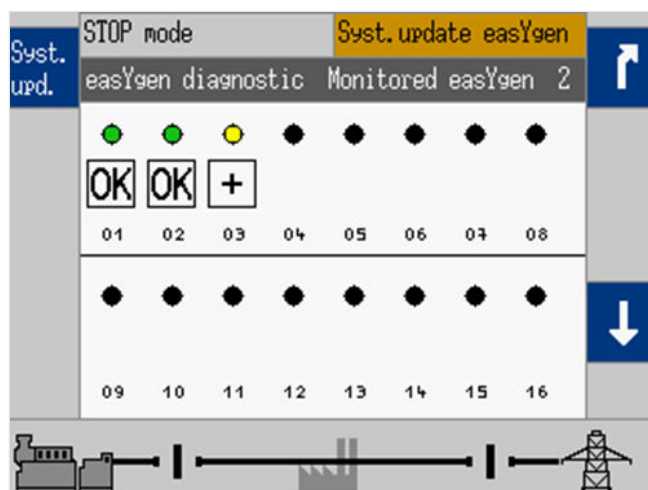 Syst.
upd.
STOP mode
Syst.update easYgen
easYgen diagnostic Monitored easYgen 2
OK OK +
01 02 03 04 05 06 07 08
09 10 11 12 13 14 15 16